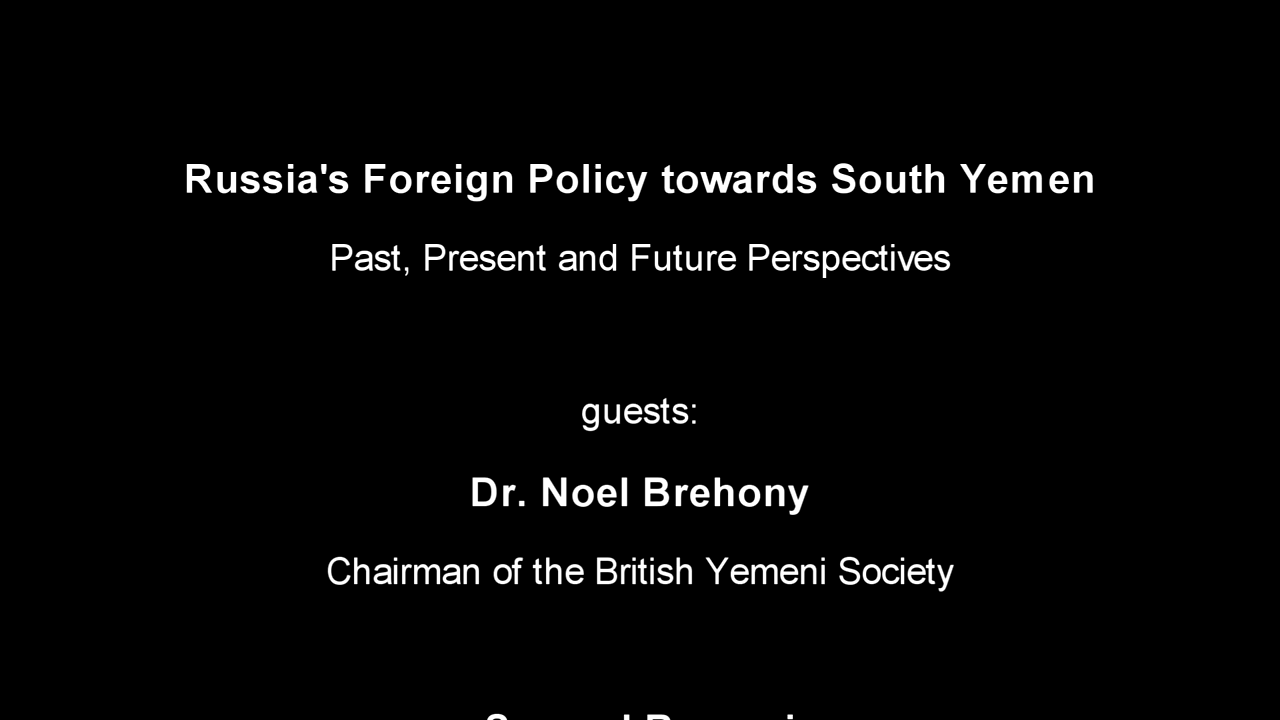 Russia's Foreign Policy towards South Yemen
Past, Present and Future Perspectives
guests:
Dr. Noel Brehony
Chairman of the British Yemeni Society